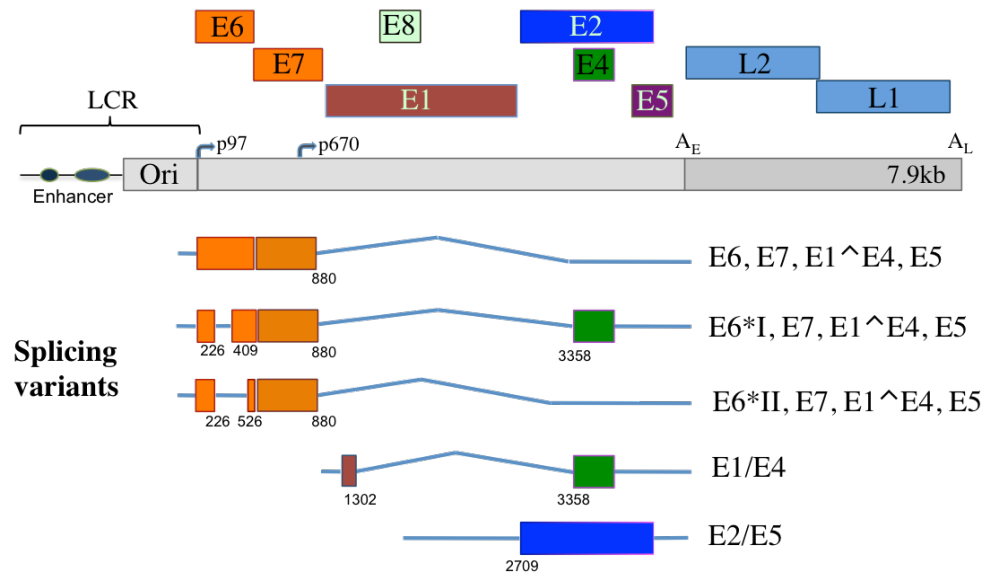 E6 E8 E2
E7 E4 L2
E1 E5 L1
LCR
p97 p670 AE AL
Ori 7.9kb
Enhancer
E6, E7, E1^E4, E5
880
E6*I, E7, E1^E4, E5
226 409 880 3358
Splicing
variants
E6*II, E7, E1^E4, E5
226 526 880
E1/E4
1302 3358
E2/E5
2709